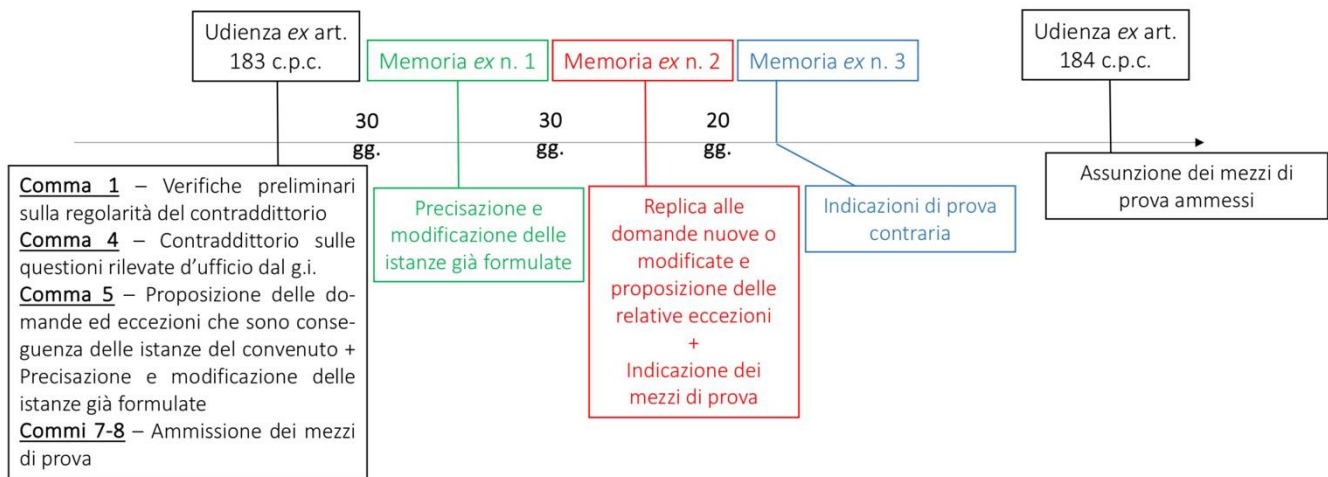 Udienza ex art.
183 c.p.c.
Memoria ex n. 1
Memoria ex n. 2
Memoria ex n. 3
Udienza ex art.
184 c.p.c.
30
gg.
30
gg.
20
gg.
Comma 1 – Verifiche preliminari
sulla regolarità del contraddittorio
Comma 4 – Contraddittorio sulle
questioni rilevate d’ufficio dal g.i.
Comma 5 – Proposizione delle do-
mande ed eccezioni che sono conse-
guenza delle istanze del convenuto +
Precisazione e modificazione delle
istanze già formulate
Commi 7-8 – Ammissione dei mezzi
di prova
Precisazione e
modificazione delle
istanze già formulate
Replica alle
domande nuove o
modificate e
proposizione delle
relative eccezioni
+
Indicazione dei
mezzi di prova
Indicazioni di prova
contraria
Assunzione dei mezzi di
prova ammessi